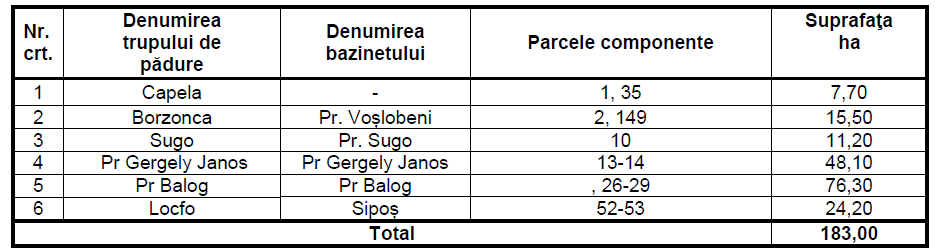 Nr. crt. Denumirea trupului de pădure Denumirea bazinetului Parcele componente Suprafaţa ha
1 Capela - 1, 35 7,70
2 Borzonca Pr. Voşlobeni 2, 149 15,50
3 Sugo Pr. Sugo 10 11,20
4 Pr Gergely Janos Pr Gergely Janos 13-14 48,10
5 Pr Balog Pr Balog , 26-29 76,30
6 Locfo Sipoş 52-53 24,20
Total 183,00